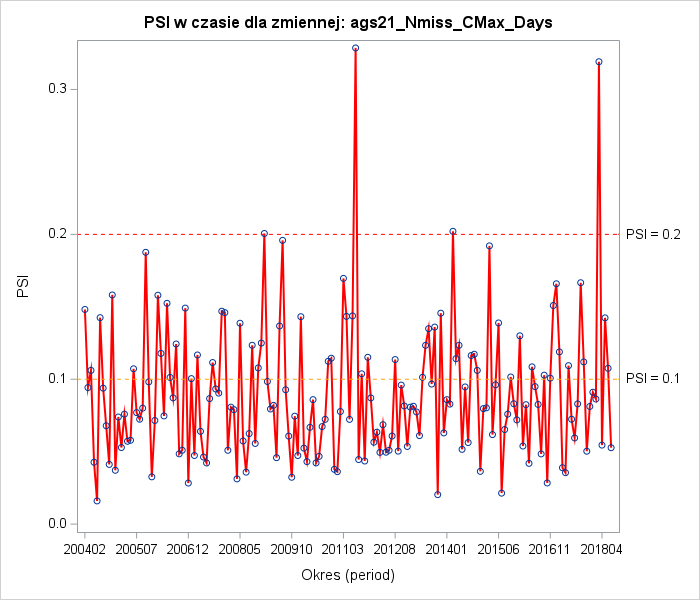 PSI w czasie dla zmiennej: ags21_Nmiss_CMax_Days
0.3
0.2
PSI = 0.2
PSI
0.1
PSI = 0.1
0.0
200402 200507 200612 200805 200910 201103 201208 201401 201506 201611 201804
Okres (period)